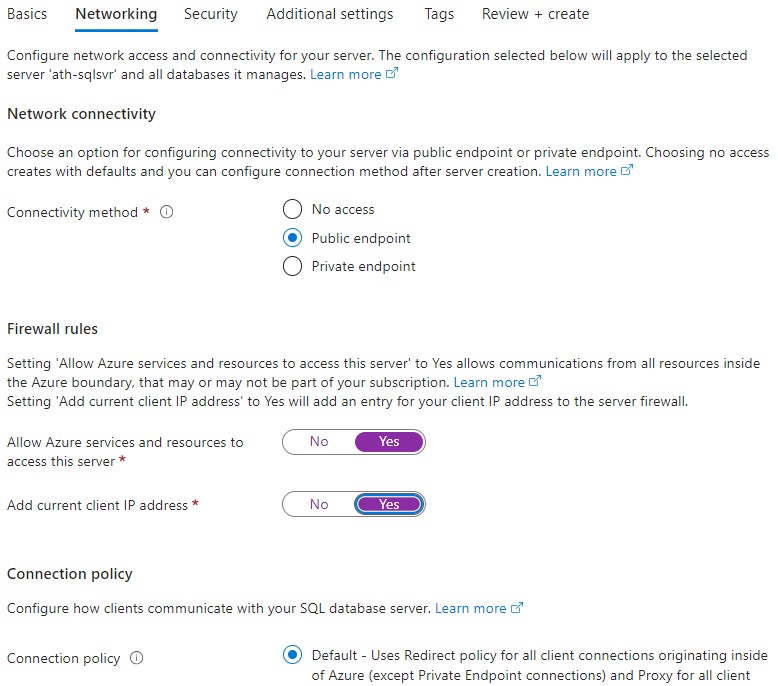 Basics Networking Security Additional settings Tags Review + create
Configure network access and connectivity for your server. The configuration selected below will apply to the selected
server 'ath-sqlsvr' and all databases it manages. Learn more
Network connectivity
Choose an option for configuring connectivity to your server via public endpoint or private endpoint. Choosing no access
creates with defaults and you can configure connection method after server creation. Learn more
Connectivity method *
No access
Public endpoint
Private endpoint
Firewall rules
Setting 'Allow Azure services and resources to access this server' to Yes allows communications from all resources inside
the Azure boundary, that may or may not be part of your subscription. Learn more
Setting 'Add current client IP address' to Yes will add an entry for your client IP address to the server firewall.
Allow Azure services and resources to
access this server *
No Yes
Add current client IP address *
No Yes
Connection policy
Configure how clients communicate with your SQL database server. Learn more
Connection policy
Default - Uses Redirect policy for all client connections originating inside
of Azure (except Private Endpoint connections) and Proxy for all client